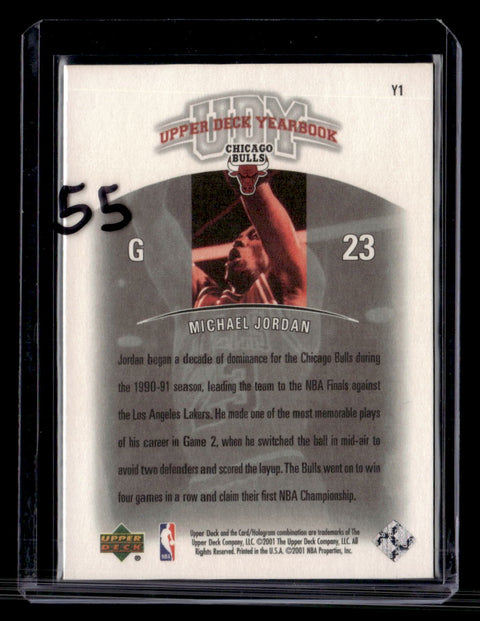 Y1
UDM
UPPER DECK YEARBOOK
CHICAGO
BULLS
55
G
23
MICHAEL JORDAN
Jordan began a decade of dominance for the Chicago Bulls during
the 1990-91 season, leading the team to the NBA Finals against
the Los Angeles Lakers. He made one of the most memorable plays
of his career in Game 2, when he switched the ball in mid-air to
avoid two defenders and scored the layup. The Bulls went on to win
four games in a row and claim their first NBA Championship.
UPPER
DECK
®
NBA
Upper Deck and the Card/Hologram combination are trademarks of The
Upper Deck Company, LLC. ©2001 The Upper Deck Company, LLC. All
Rights Reserved. Printed in the U.S.A. ©2001 NBA Properties, Inc.